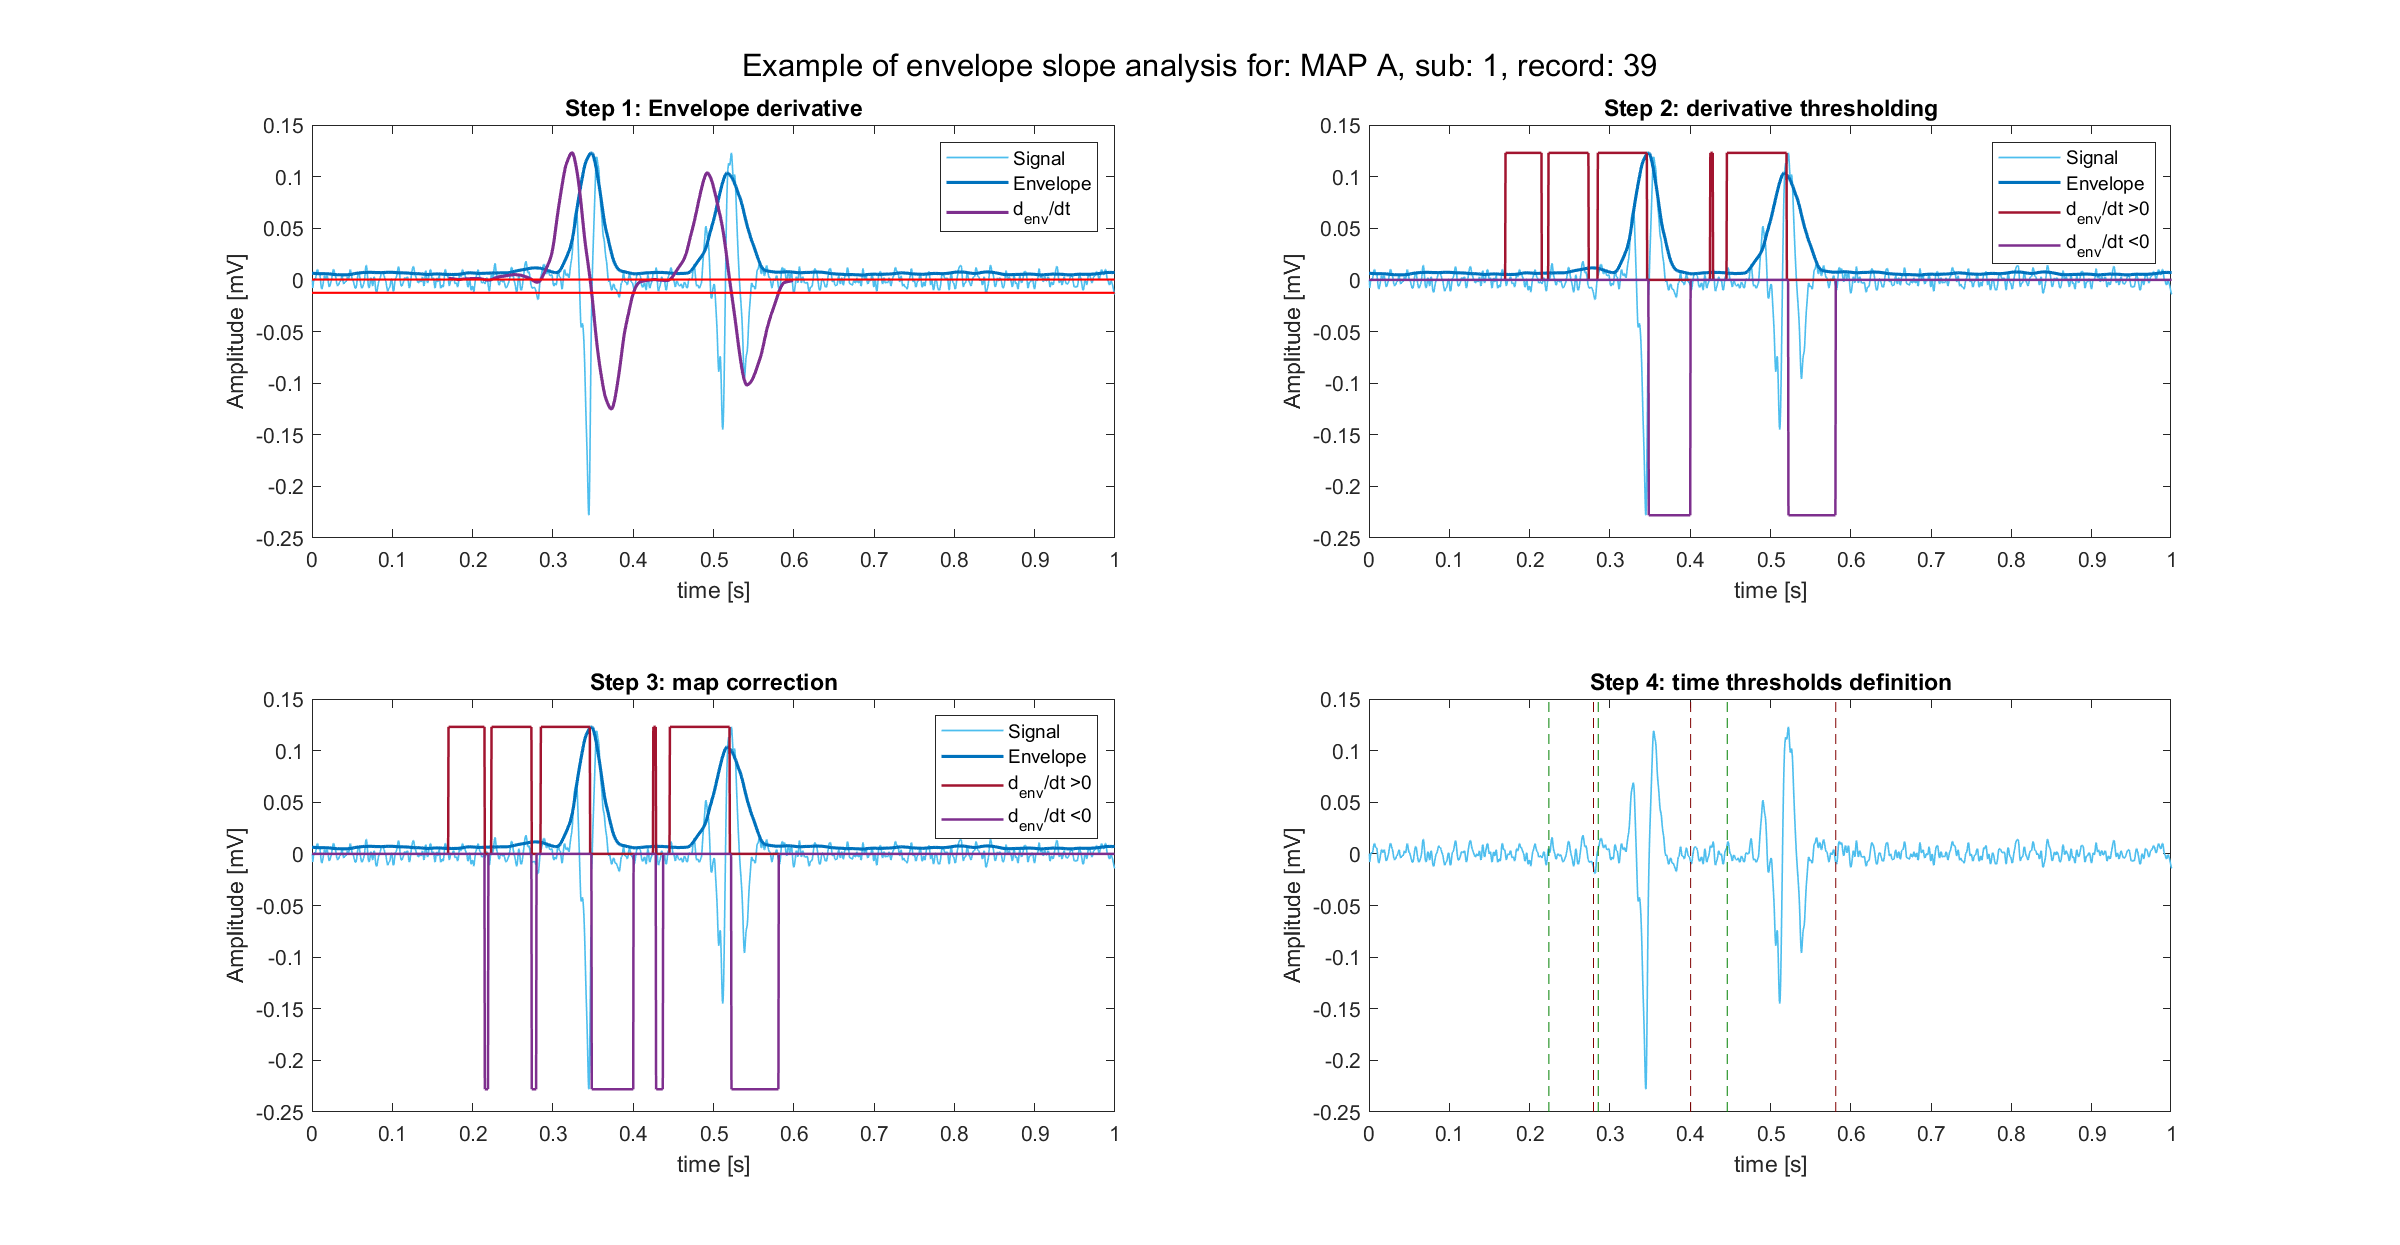 Example of envelope slope analysis for: MAP A, sub: 1, record: 39
Step 1: Envelope derivative
0.15
0.1
0.05
0
-0.05
-0.1
-0.15
-0.2
-0.25
Amplitude [mV]
0 0.1 0.2 0.3 0.4 0.5 0.6 0.7 0.8 0.9 1
time [s]
Signal
Envelope
d_env/dt
Step 2: derivative thresholding
0.15
0.1
0.05
0
-0.05
-0.1
-0.15
-0.2
-0.25
Amplitude [mV]
0 0.1 0.2 0.3 0.4 0.5 0.6 0.7 0.8 0.9 1
time [s]
Signal
Envelope
d_env/dt >0
d_env/dt <0
Step 3: map correction
0.15
0.1
0.05
0
-0.05
-0.1
-0.15
-0.2
-0.25
Amplitude [mV]
0 0.1 0.2 0.3 0.4 0.5 0.6 0.7 0.8 0.9 1
time [s]
Signal
Envelope
d_env/dt >0
d_env/dt <0
Step 4: time thresholds definition
0.15
0.1
0.05
0
-0.05
-0.1
-0.15
-0.2
-0.25
Amplitude [mV]
0 0.1 0.2 0.3 0.4 0.5 0.6 0.7 0.8 0.9 1
time [s]